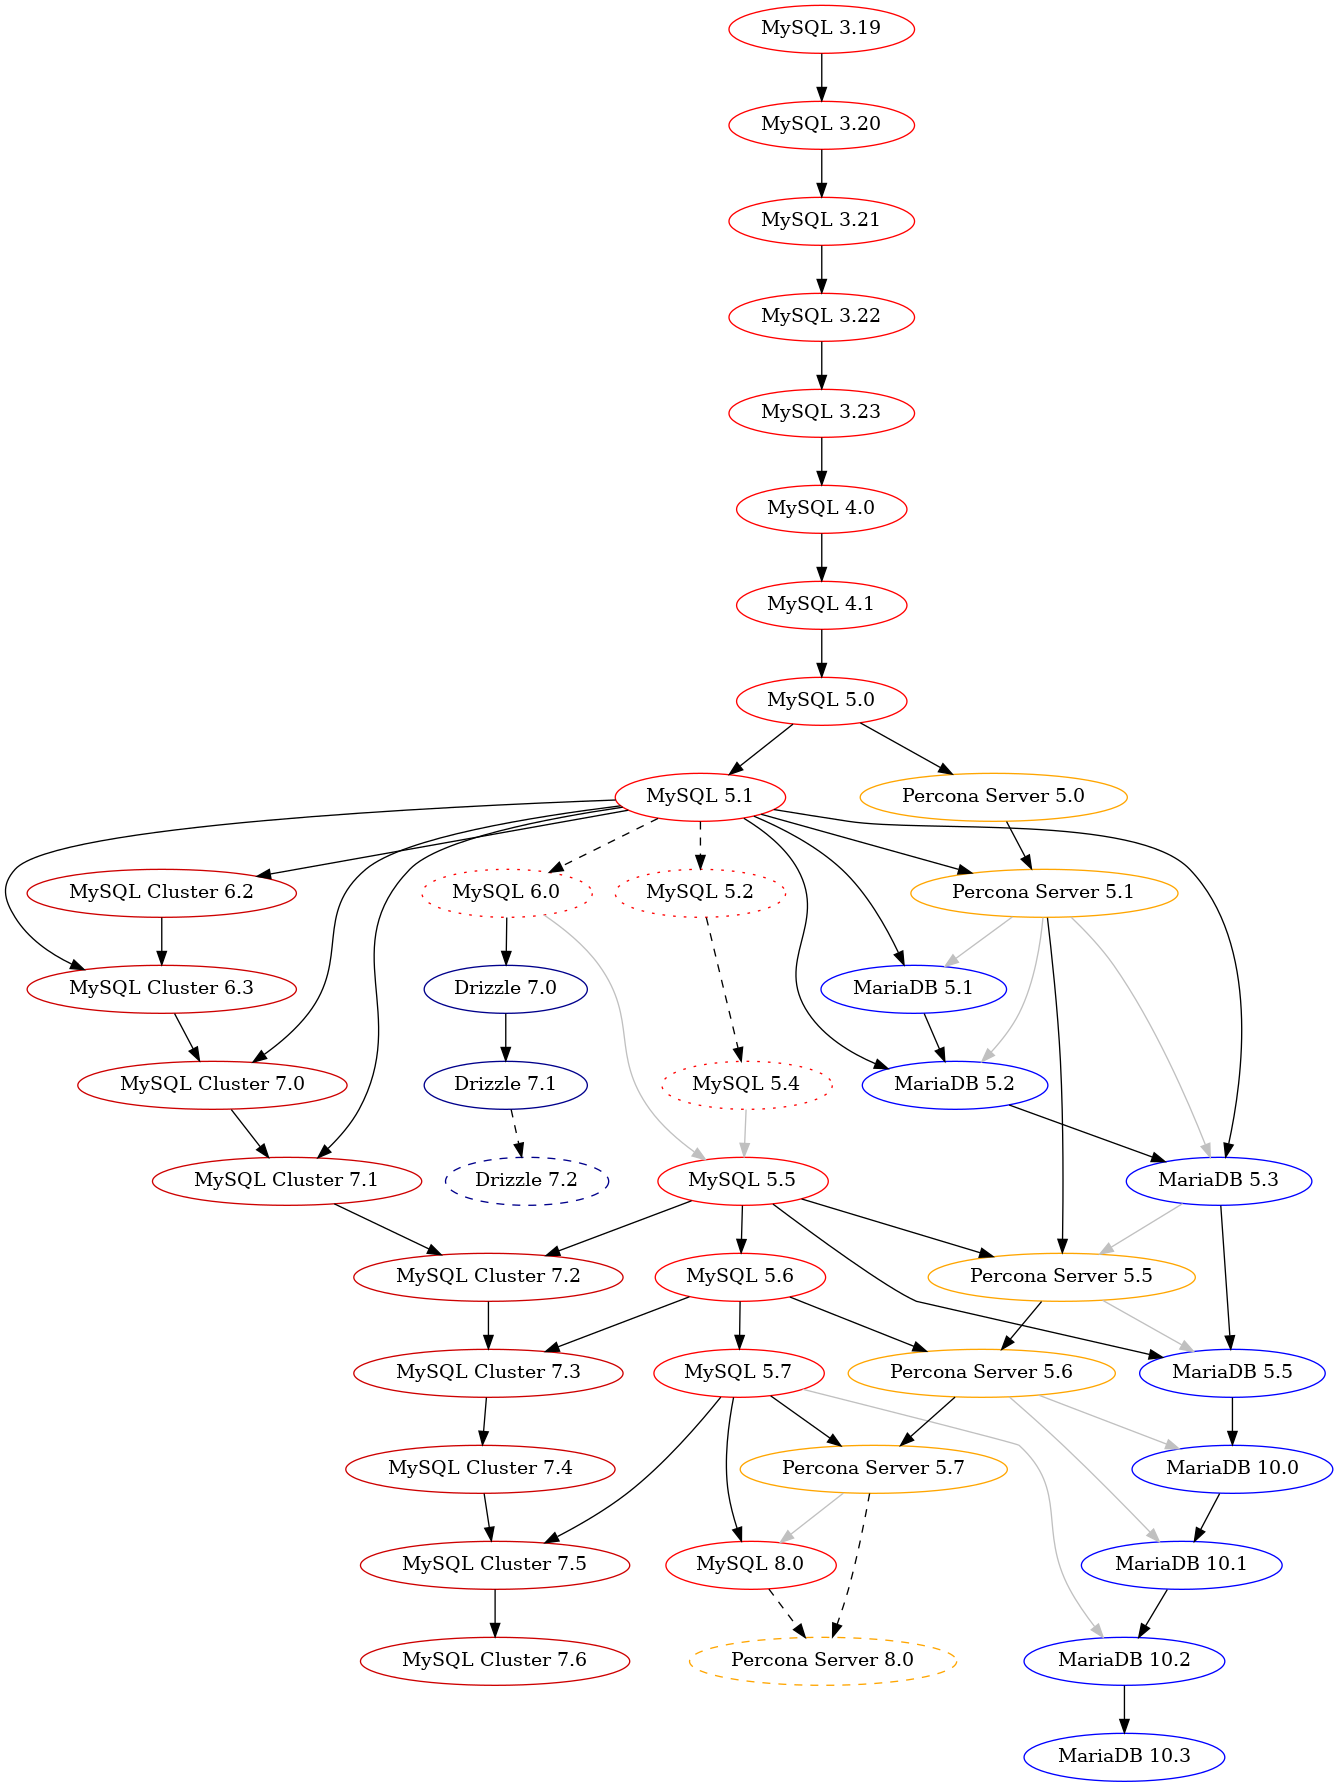 MySQL 3.19
MySQL 3.20
MySQL 3.21
MySQL 3.22
MySQL 3.23
MySQL 4.0
MySQL 4.1
MySQL 5.0
MySQL 5.1
Percona Server 5.0
MySQL Cluster 6.2
MySQL 6.0
MySQL 5.2
Percona Server 5.1
MySQL Cluster 6.3
Drizzle 7.0
MariaDB 5.1
MySQL Cluster 7.0
Drizzle 7.1
MySQL 5.4
MariaDB 5.2
MySQL Cluster 7.1
Drizzle 7.2
MySQL 5.5
MariaDB 5.3
MySQL Cluster 7.2
MySQL 5.6
Percona Server 5.5
MySQL Cluster 7.3
MySQL 5.7
Percona Server 5.6
MariaDB 5.5
MySQL Cluster 7.4
Percona Server 5.7
MariaDB 10.0
MySQL Cluster 7.5
MySQL 8.0
MariaDB 10.1
MySQL Cluster 7.6
Percona Server 8.0
MariaDB 10.2
MariaDB 10.3